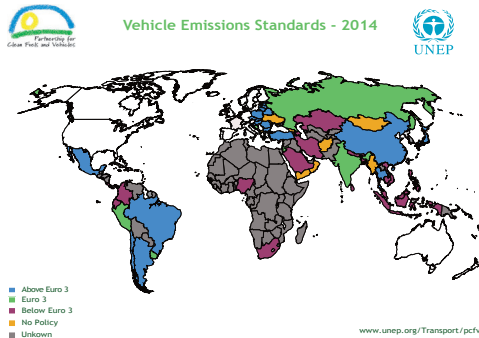 Partnership for
Clean Fuels and Vehicles
Vehicle Emissions Standards - 2014
UNEP
Above Euro 3
Euro 3
Below Euro 3
No Policy
Unkown
www.unep.org/Transport/pcfv